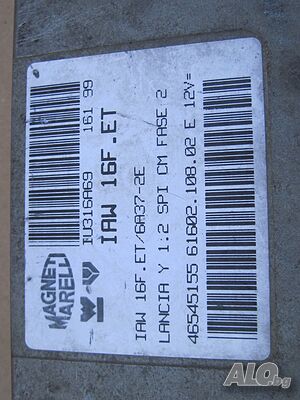 IU316A69 161 99
IAW 16F.ET
MAGNETI
MARELLI
IAW 16F.ET/6A37-2E
LANCIA Y 1.2 SPI CM FASE 2
46545155 61602.108.02 E 12V=
ALO.bg